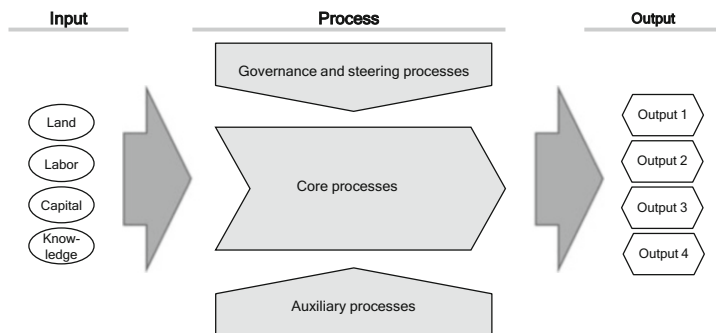 Input
Process
Output
Governance and steering processes
Land
Labor
Capital
Know-
ledge
Core processes
Output 1
Output 2
Output 3
Output 4
Auxiliary processes